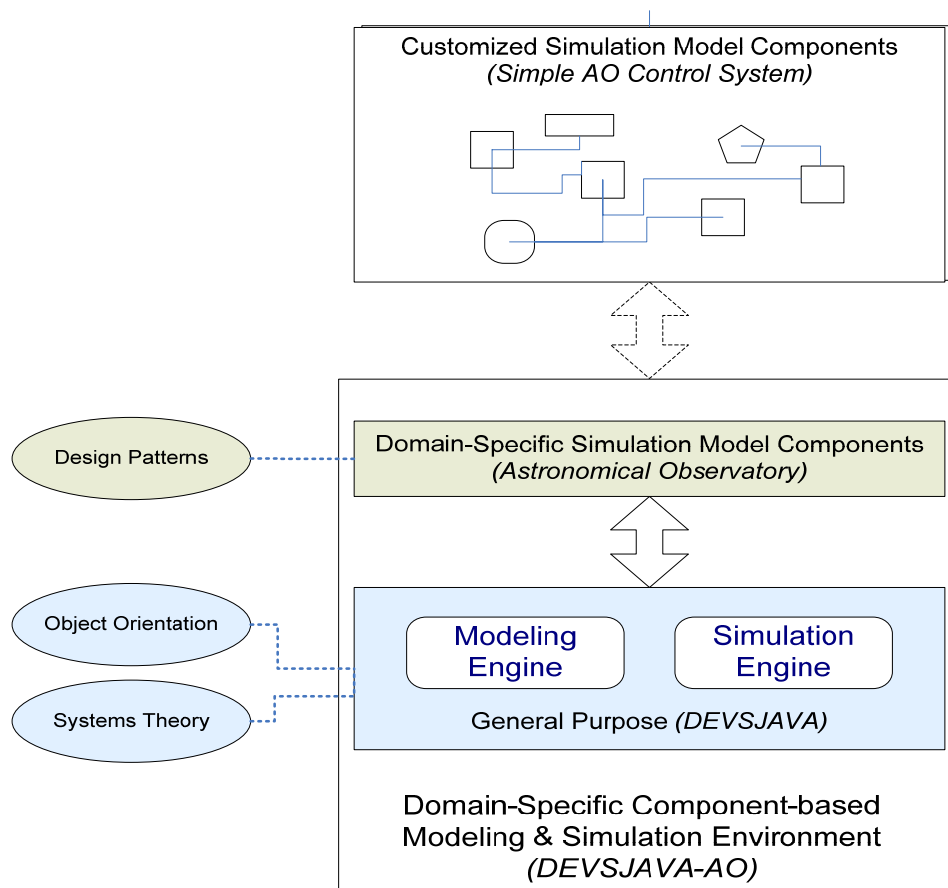 Customized Simulation Model Components
(Simple AO Control System)
Design Patterns
Domain-Specific Simulation Model Components
(Astronomical Observatory)
Object Orientation
Systems Theory
Modeling
Engine
Simulation
Engine
General Purpose (DEVSJAVA)
Domain-Specific Component-based
Modeling & Simulation Environment
(DEVSJAVA-AO)